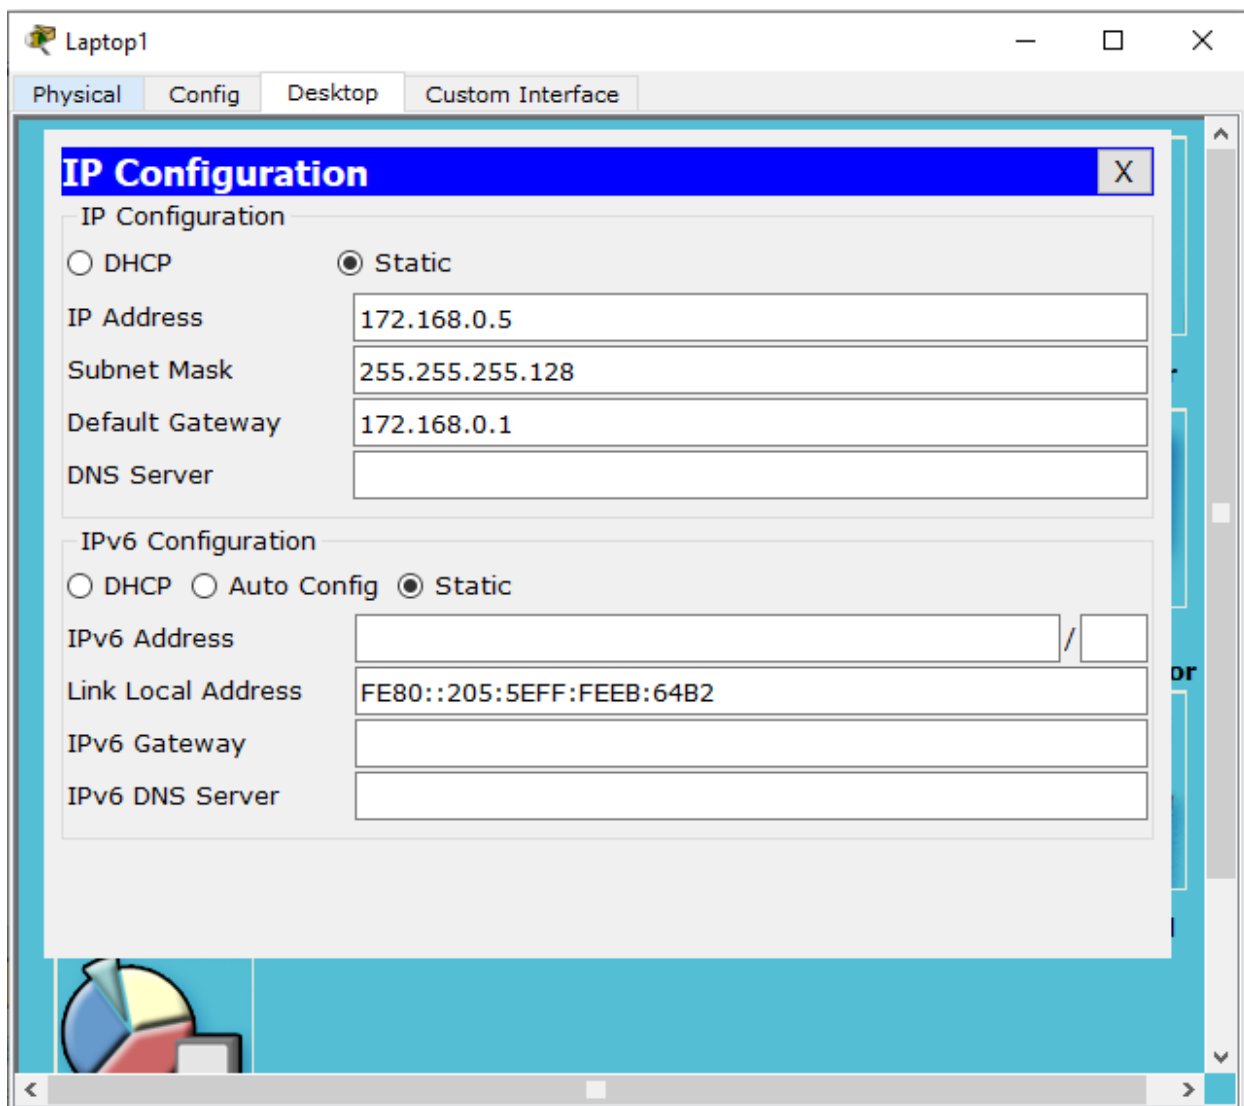 Laptop1
Physical Config Desktop Custom Interface
IP Configuration X
IP Configuration
DHCP Static
IP Address 172.168.0.5
Subnet Mask 255.255.255.128
Default Gateway 172.168.0.1
DNS Server
IPv6 Configuration
DHCP Auto Config Static
IPv6 Address /
Link Local Address FE80::205:5EFF:FEEB:64B2
IPv6 Gateway
IPv6 DNS Server